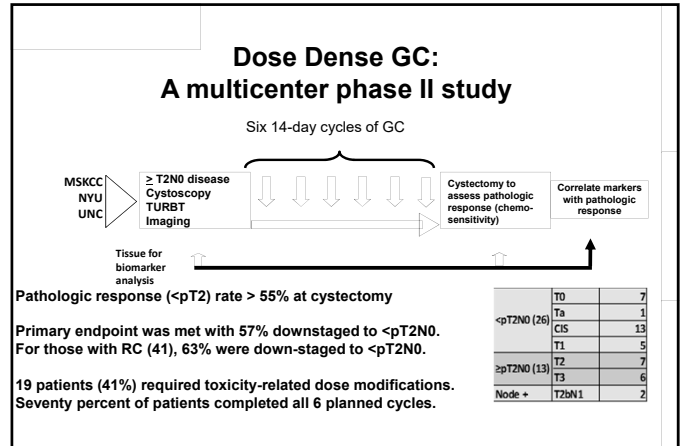 Dose Dense GC:
A multicenter phase II study
Six 14-day cycles of GC
MSKCC
NYU
UNC
≥ T2N0 disease
Cystoscopy
TURBT
Imaging
Cystectomy to
assess pathologic
response (chemo-
sensitivity)
Correlate markers
with pathologic
response
Tissue for
biomarker
analysis
Pathologic response (<pT2) rate > 55% at cystectomy
Primary endpoint was met with 57% downstaged to <pT2N0.
For those with RC (41), 63% were down-staged to <pT2N0.
19 patients (41%) required toxicity-related dose modifications.
Seventy percent of patients completed all 6 planned cycles.
<pT2N0 (26)
T0 7
Ta 1
CIS 13
T1 5
≥pT2N0 (13)
T2 7
T3 6
Node + T2bN1 2